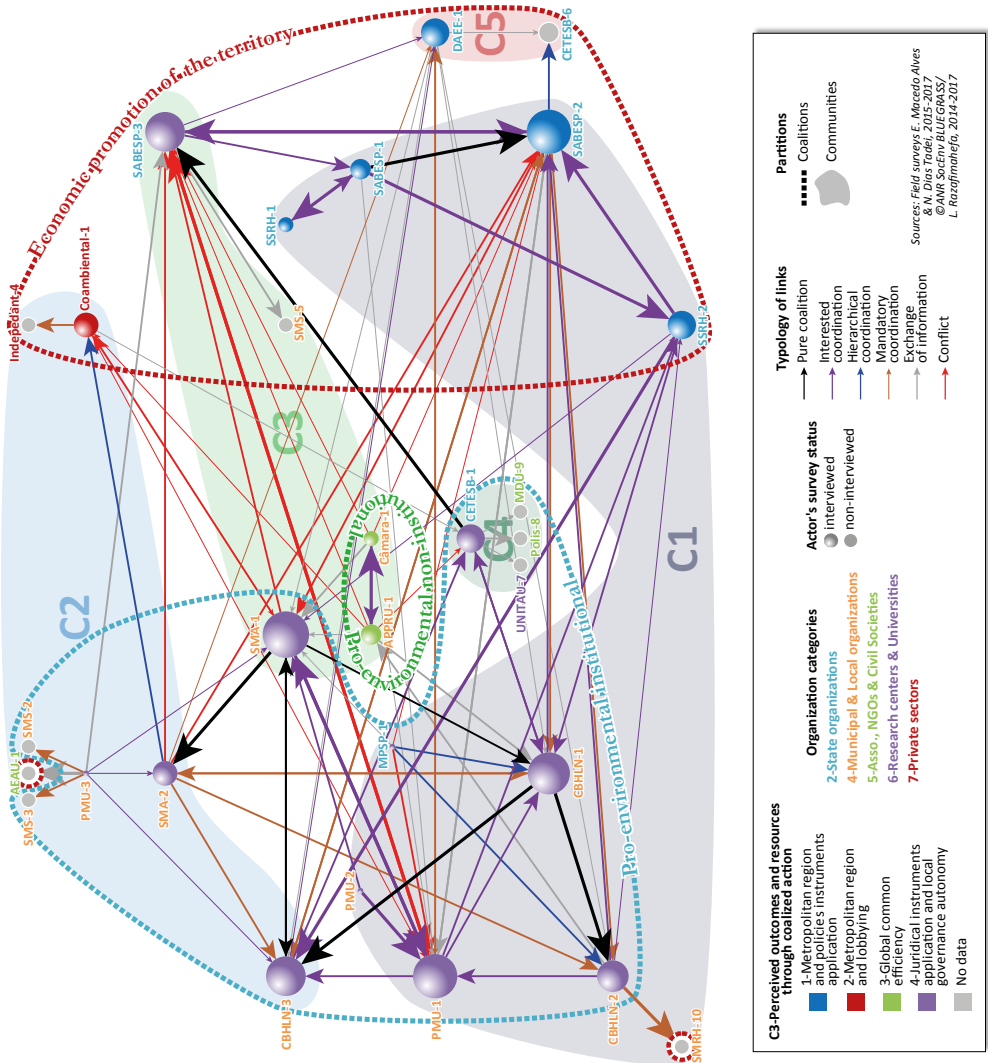 Economic promotion of the territory
C5
DAEE-1
CETESB-6
SABESP-3
SABESP-1
SABESP-2
SSRH-1
Indepedant-4
Coambiental-1
SMS-5
SSRH-2
C3
C2
CETESB-1
C4
MDU-9
Pólis-8
UNITAU-7
Câmara-1
APPRU-1
Pro-environmental non-institutional
C1
SMA-1
MPSP-1
Pro-environmental institutional
SMS-2
AEAU-1
SMS-3
PMU-3
SMA-2
CBHLN-1
PMU-2
CBHLN-3
PMU-1
CBHLN-2
SMRH-10
C3-Perceived outcomes and resources
through coalized action
1-Metropolitan region
and policies instruments
application
2-Metropolitan region
and lobbying
3-Global common
efficiency
4-Juridical instruments
application and local
governance autonomy
No data
Organization categories
2-State organizations
4-Municipal & Local organizations
5-Asso., NGOs & Civil Societies
6-Research centers & Universities
7-Private sectors
Actor's survey status
interviewed
non-interviewed
Typology of links
Pure coalition
Interested
coordination
Hierarchical
coordination
Mandatory
coordination
Exchange
of information
Conflict
Partitions
Coalitions
Communities
Sources: Field surveys E. Macedo Alves
& N. Dias Tadei, 2015-2017
©ANR SocEnv BLUEGRASS/
L. Razafimahefa, 2014-2017